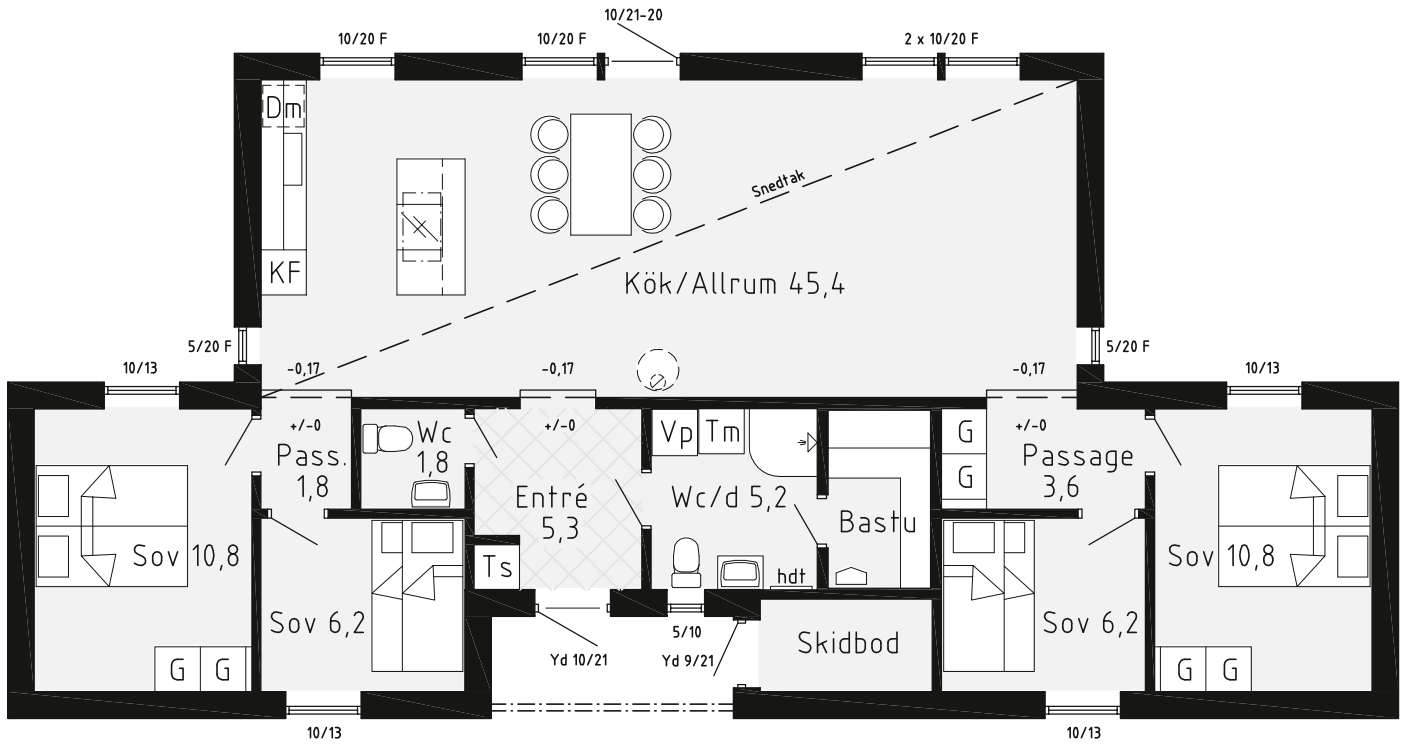 10/21-20
10/20 F
10/20 F
2 x 10/20 F
Dm
Snedtak
KF
Kök/Allrum 45,4
5/20 F
5/20 F
10/13
-0,17
-0,17
-0,17
10/13
+/-0
+/-0
+/-0
Pass.
1,8
Wc
1,8
Entré
5,3
Vp
Tm
Wc/d 5,2
Bastu
G
G
Passage
3,6
Sov 10,8
Sov 10,8
Ts
hdt
Sov 6,2
Sov 6,2
5/10
Skidbod
Yd 10/21
Yd 9/21
G
G
G
G
10/13
10/13